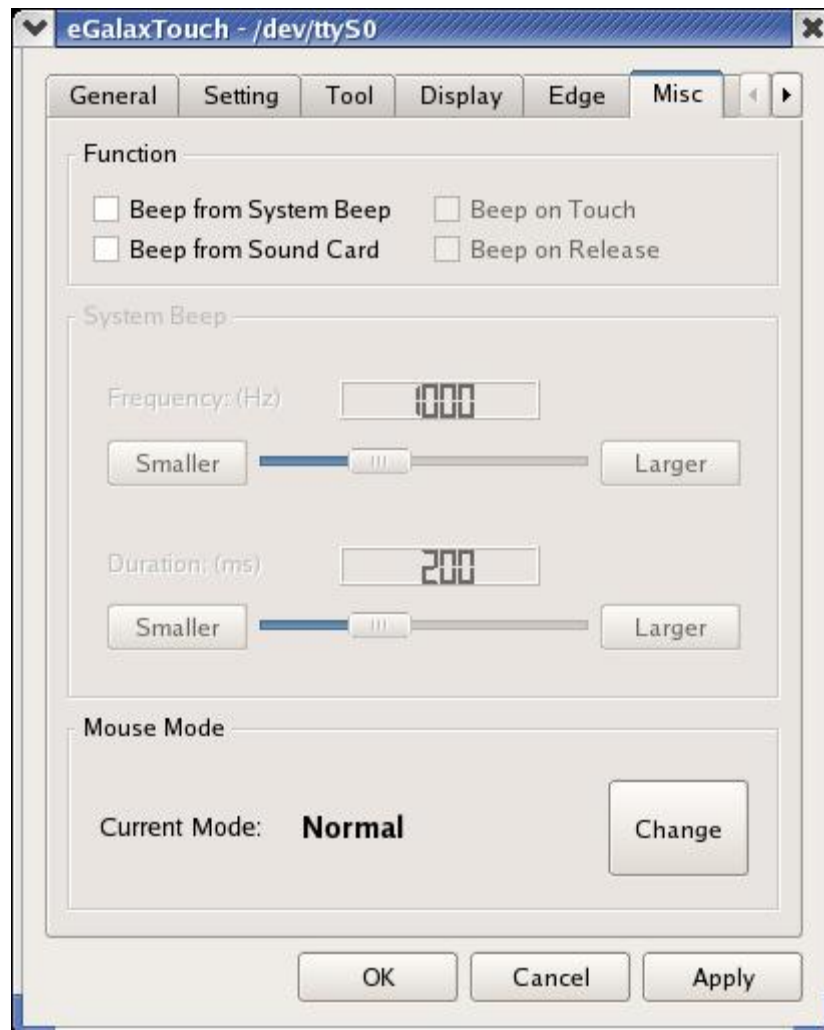 eGalaxTouch - /dev/ttyS0
General Setting Tool Display Edge Misc
Function
Beep from System Beep Beep on Touch
Beep from Sound Card Beep on Release
System Beep
Frequency: (Hz) 1000
Smaller Larger
Duration: (ms) 200
Smaller Larger
Mouse Mode
Current Mode: Normal Change
OK Cancel Apply